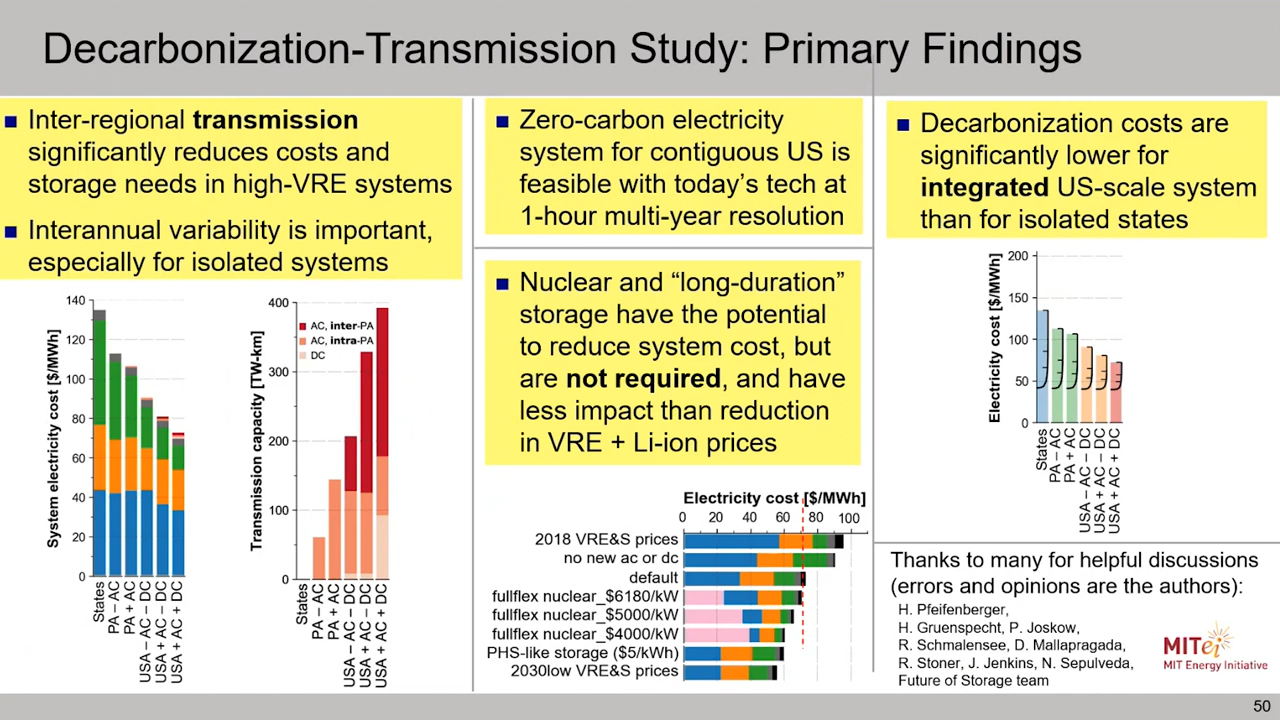 Decarbonization-Transmission Study: Primary Findings
Inter-regional transmission
significantly reduces costs and
storage needs in high-VRE systems
Interannual variability is important,
especially for isolated systems
System electricity cost [$/MWh]
140
120
100
80
60
40
20
0
States
PA – AC
PA + AC
USA – AC – DC
USA + AC – DC
USA + AC + DC
Transmission capacity [TW-km]
400
300
200
100
0
AC, inter-PA
AC, intra-PA
DC
States
PA – AC
PA + AC
USA – AC – DC
USA + AC – DC
USA + AC + DC
Zero-carbon electricity
system for contiguous US is
feasible with today's tech at
1-hour multi-year resolution
Nuclear and “long-duration”
storage have the potential
to reduce system cost, but
are not required, and have
less impact than reduction
in VRE + Li-ion prices
Electricity cost [$/MWh]
0 20 40 60 80 100
2018 VRE&S prices
no new ac or dc
default
fullflex nuclear_$6180/kW
fullflex nuclear_$5000/kW
fullflex nuclear_$4000/kW
PHS-like storage ($5/kWh)
2030low VRE&S prices
Decarbonization costs are
significantly lower for
integrated US-scale system
than for isolated states
Electricity cost [$/MWh]
200
150
100
50
0
States
PA – AC
PA + AC
USA – AC – DC
USA + AC – DC
USA + AC + DC
Thanks to many for helpful discussions
(errors and opinions are the authors):
H. Pfeifenberger,
H. Gruenspecht, P. Joskow,
R. Schmalensee, D. Mallapragada,
R. Stoner, J. Jenkins, N. Sepulveda,
Future of Storage team
MITei
MIT Energy Initiative
50